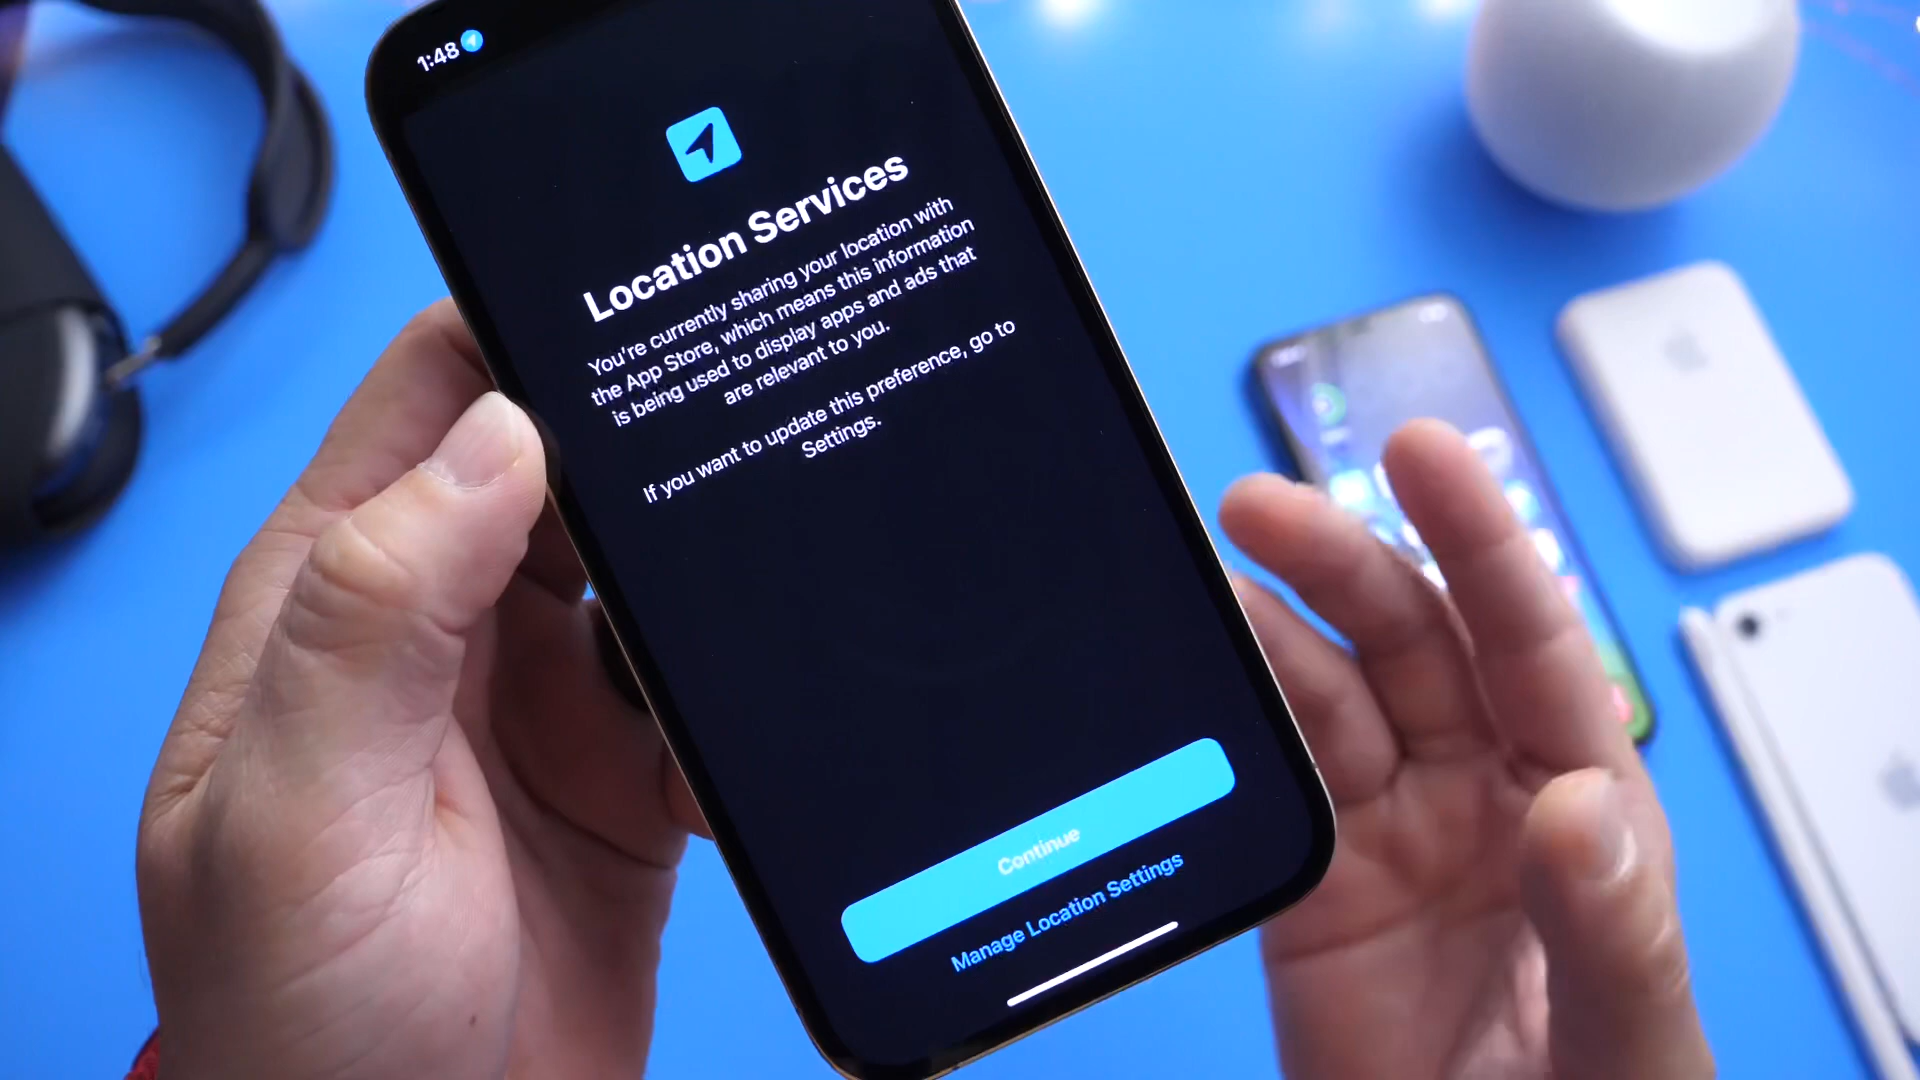 1:48
Location Services
You're currently sharing your location with
the App Store, which means this information
is being used to display apps and ads that
are relevant to you.
If you want to update this preference, go to
Settings.
Continue
Manage Location Settings